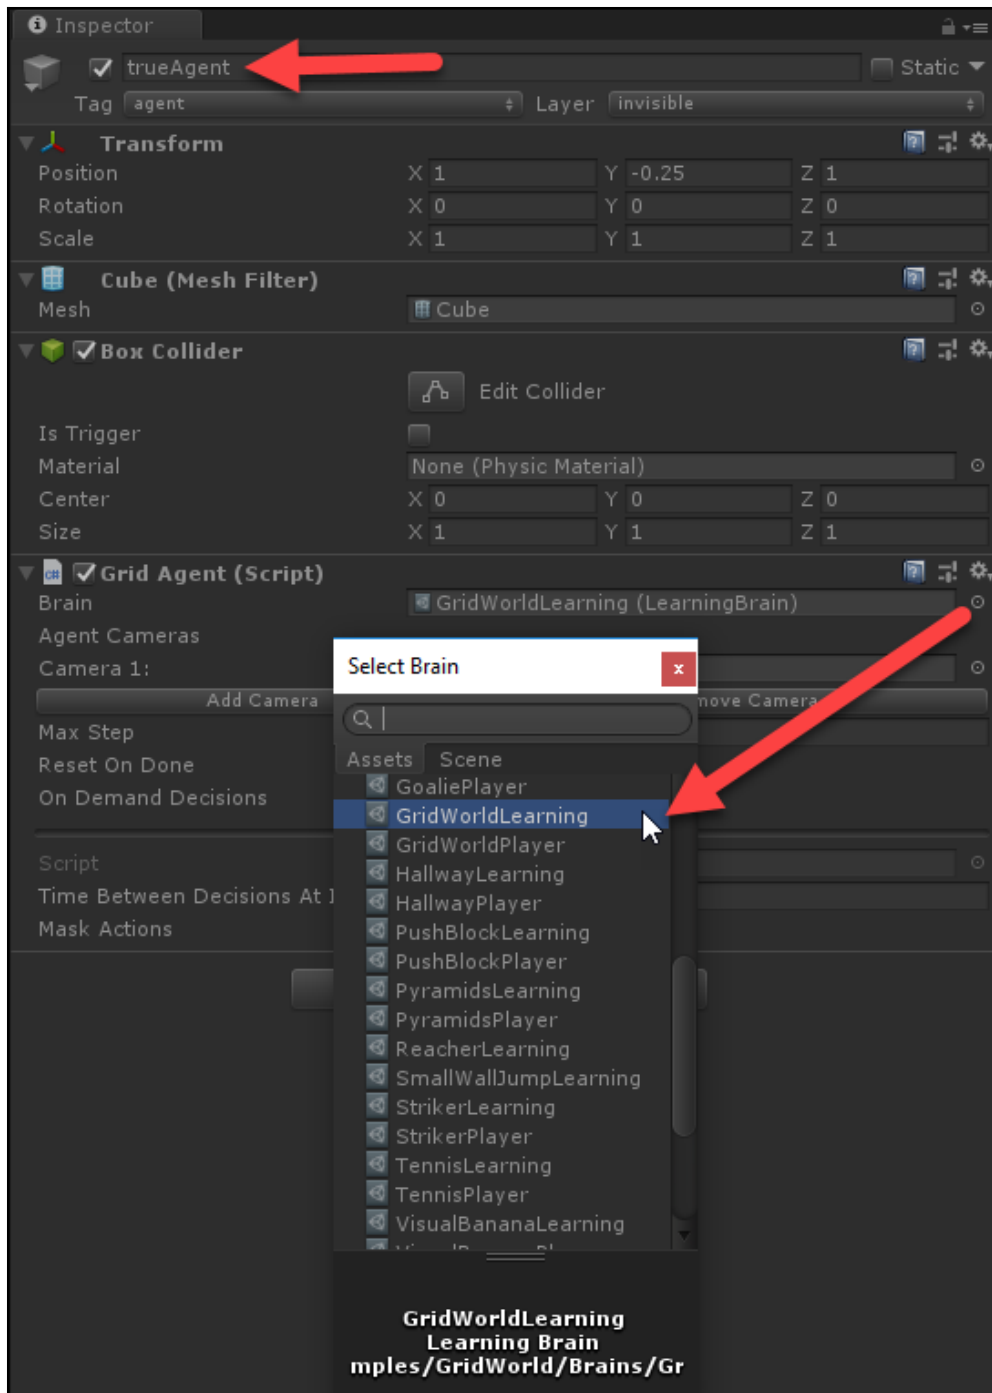 Inspector
trueAgent Static
Tag agent Layer invisible
Transform
Position X 1 Y -0.25 Z 1
Rotation X 0 Y 0 Z 0
Scale X 1 Y 1 Z 1
Cube (Mesh Filter)
Mesh Cube
Box Collider
Edit Collider
Is Trigger
Material None (Physic Material)
Center X 0 Y 0 Z 0
Size X 1 Y 1 Z 1
Grid Agent (Script)
Brain GridWorldLearning (LearningBrain)
Agent Cameras
Camera 1:
Add Camera move Camera
Max Step
Reset On Done
On Demand Decisions
Script
Time Between Decisions At I
Mask Actions
Select Brain x
Assets Scene
GoaliePlayer
GridWorldLearning
GridWorldPlayer
HallwayLearning
HallwayPlayer
PushBlockLearning
PushBlockPlayer
PyramidsLearning
PyramidsPlayer
ReacherLearning
SmallWallJumpLearning
StrikerLearning
StrikerPlayer
TennisLearning
TennisPlayer
VisualBananaLearning
GridWorldLearning
Learning Brain
mples/GridWorld/Brains/Gr